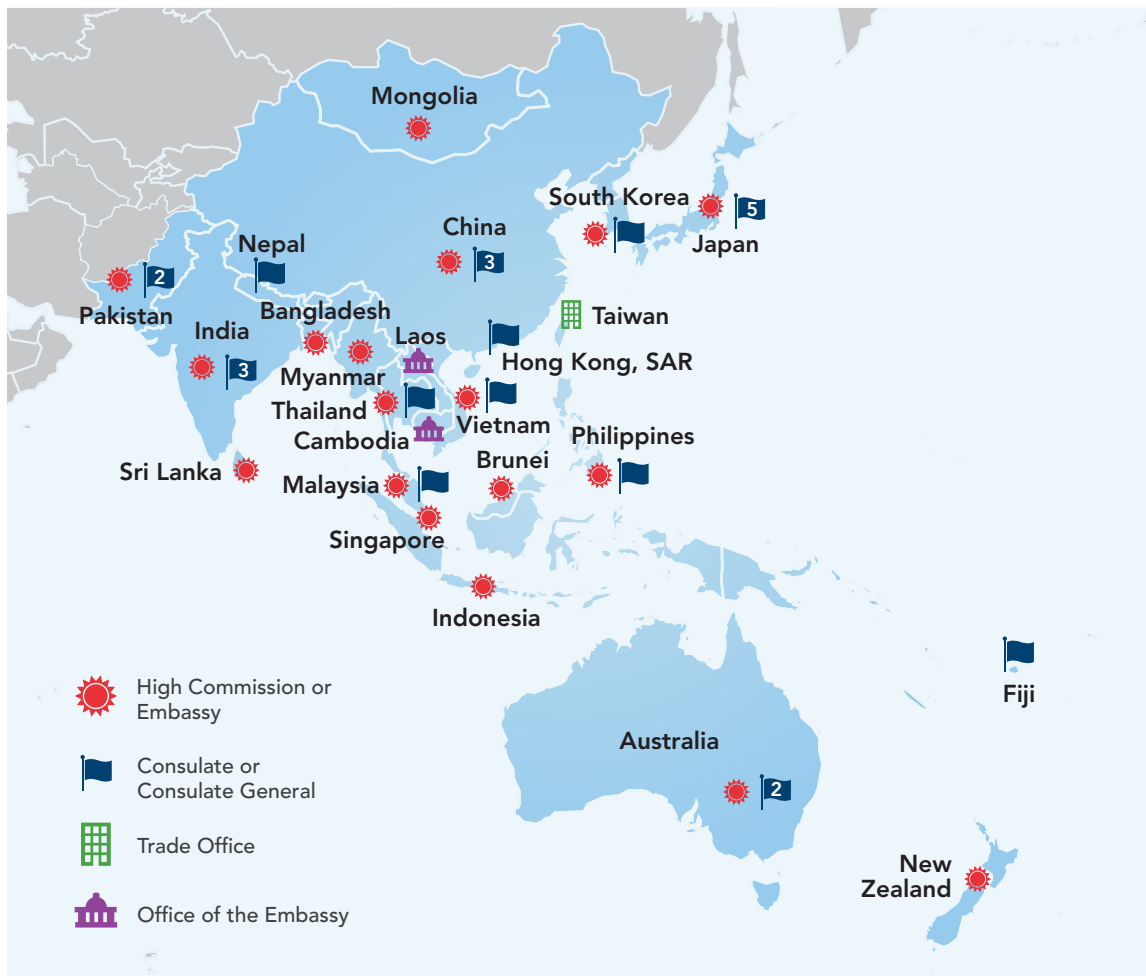 Mongolia
South Korea
5
Japan
China
3
Nepal
2
Pakistan
Bangladesh
India
3
Laos
Taiwan
Hong Kong, SAR
Myanmar
Thailand
Vietnam
Cambodia
Philippines
Brunei
Sri Lanka
Malaysia
Singapore
Indonesia
Fiji
Australia
2
New
Zealand
High Commission or
Embassy
Consulate or
Consulate General
Trade Office
Office of the Embassy